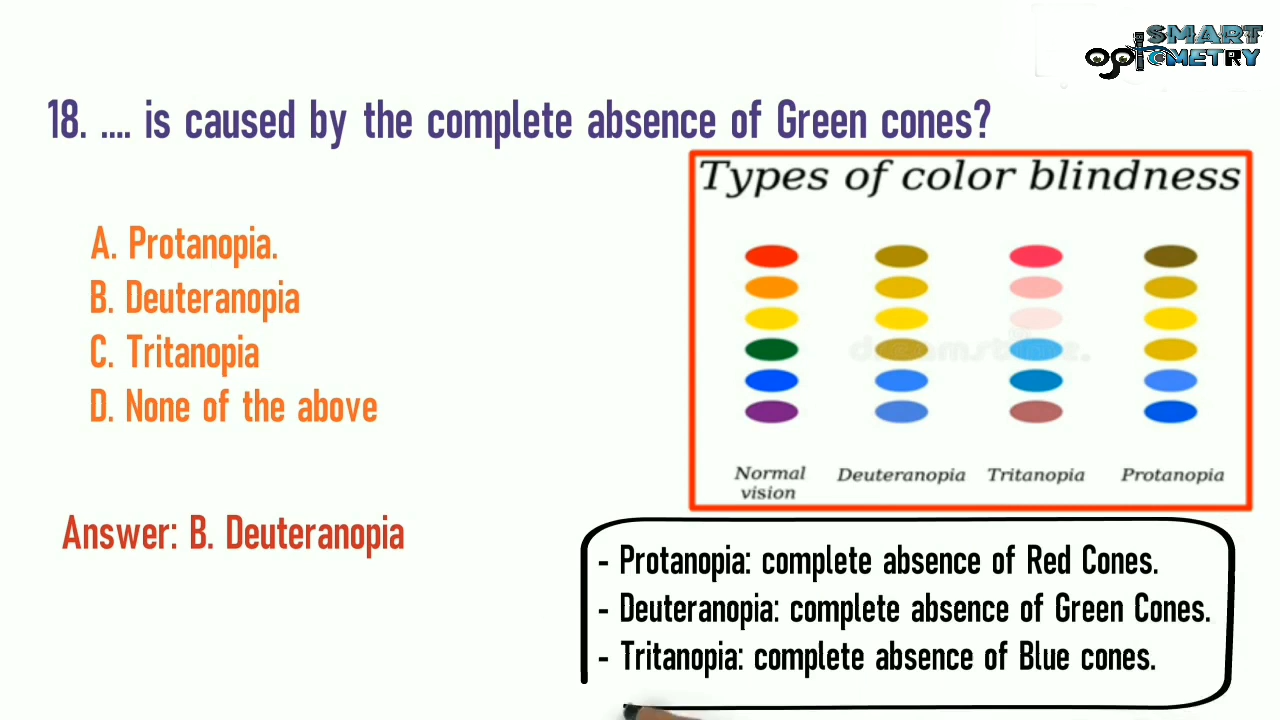 SMART
OPTOMETRY
18. .... is caused by the complete absence of Green cones?
Types of color blindness
A. Protanopia.
B. Deuteranopia
C. Tritanopia
D. None of the above
dreamstime.
Normal
vision
Deuteranopia
Tritanopia
Protanopia
Answer: B. Deuteranopia
- Protanopia: complete absence of Red Cones.
- Deuteranopia: complete absence of Green Cones.
- Tritanopia: complete absence of Blue cones.